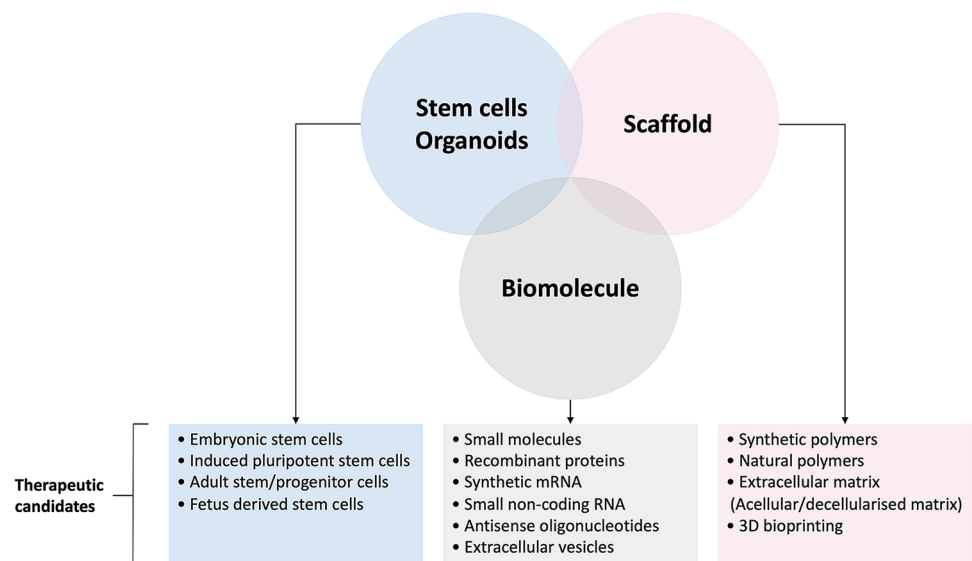 Stem cells
Organoids
Scaffold
Biomolecule
Therapeutic
candidates
• Embryonic stem cells
• Induced pluripotent stem cells
• Adult stem/progenitor cells
• Fetus derived stem cells
• Small molecules
• Recombinant proteins
• Synthetic mRNA
• Small non-coding RNA
• Antisense oligonucleotides
• Extracellular vesicles
• Synthetic polymers
• Natural polymers
• Extracellular matrix
(Acellular/decellularised matrix)
• 3D bioprinting